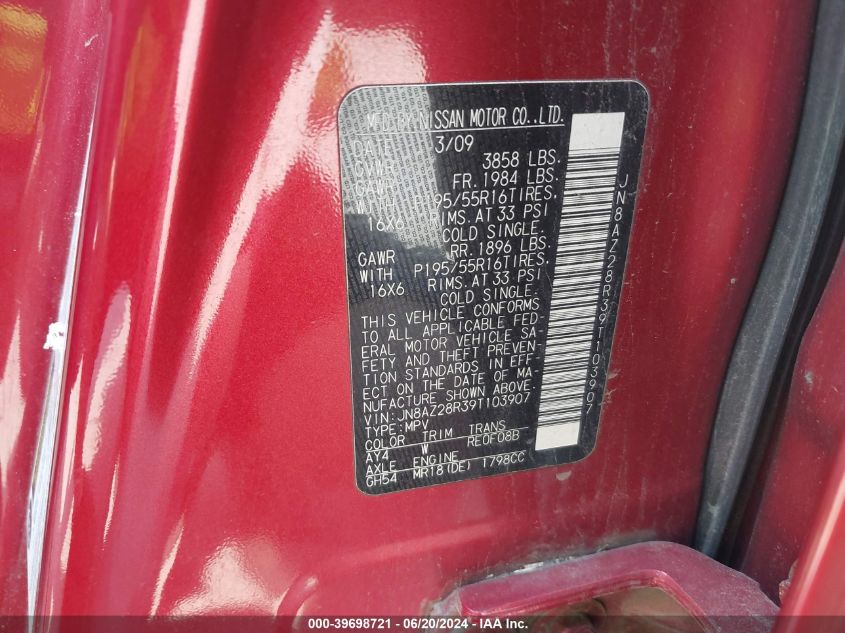 MFD BY NISSAN MOTOR CO.,LTD.
DATE 3/09
GVWR 3858 LBS.
GAWR FR. 1984 LBS.
WITH P195/55R16TIRES.
16X6 RIMS. AT 33 PSI
COLD SINGLE.
GAWR RR. 1896 LBS.
WITH P195/55R16TIRES.
16X6 RIMS. AT 33 PSI
COLD SINGLE.
THIS VEHICLE CONFORMS
TO ALL APPLICABLE FED-
ERAL MOTOR VEHICLE SA-
FETY AND THEFT PREVEN-
TION STANDARDS IN EFF-
ECT ON THE DATE OF MA-
NUFACTURE SHOWN ABOVE.
VIN: JN8AZ28R39T103907
TYPE: MPV
COLOR TRIM TRANS
AY4 W RE0F08B
AXLE ENGINE
GH54 MR18(DE) 1798CC
JN8AZ28R39T103907
000-39698721 - 06/20/2024 - IAA Inc.